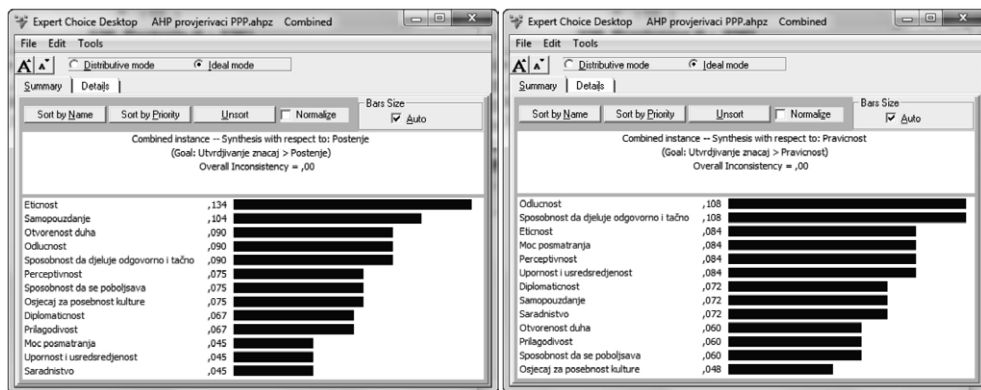 Expert Choice Desktop AHP provjerivaci PPP.ahpz Combined
File Edit Tools
A A Distributive mode Ideal mode
Summary Details
Sort by Name Sort by Priority Unsort Normalize Bars Size
Auto
Combined instance -- Synthesis with respect to: Postenje
(Goal: Utvrdjivanje znacaj > Postenje)
Overall Inconsistency = ,00
Eticnost ,134
Samopouzdanje ,104
Otvorenost duha ,090
Odlucnost ,090
Sposobnost da djeluje odgovorno i tačno ,090
Perceptivnost ,075
Sposobnost da se poboljsava ,075
Osjecaj za posebnost kulture ,075
Diplomaticnost ,067
Prilagodivost ,067
Moc posmatranja ,045
Upornost i usredsredjenost ,045
Saradnistvo ,045
Expert Choice Desktop AHP provjerivaci PPP.ahpz Combined
File Edit Tools
A A Distributive mode Ideal mode
Summary Details
Sort by Name Sort by Priority Unsort Normalize Bars Size
Auto
Combined instance -- Synthesis with respect to: Pravicnost
(Goal: Utvrdjivanje znacaj > Pravicnost)
Overall Inconsistency = ,00
Odlucnost ,108
Sposobnost da djeluje odgovorno i tačno ,108
Eticnost ,084
Moc posmatranja ,084
Perceptivnost ,084
Upornost i usredsredjenost ,084
Diplomaticnost ,072
Samopouzdanje ,072
Saradnistvo ,072
Otvorenost duha ,060
Prilagodivost ,060
Sposobnost da se poboljsava ,060
Osjecaj za posebnost kulture ,048